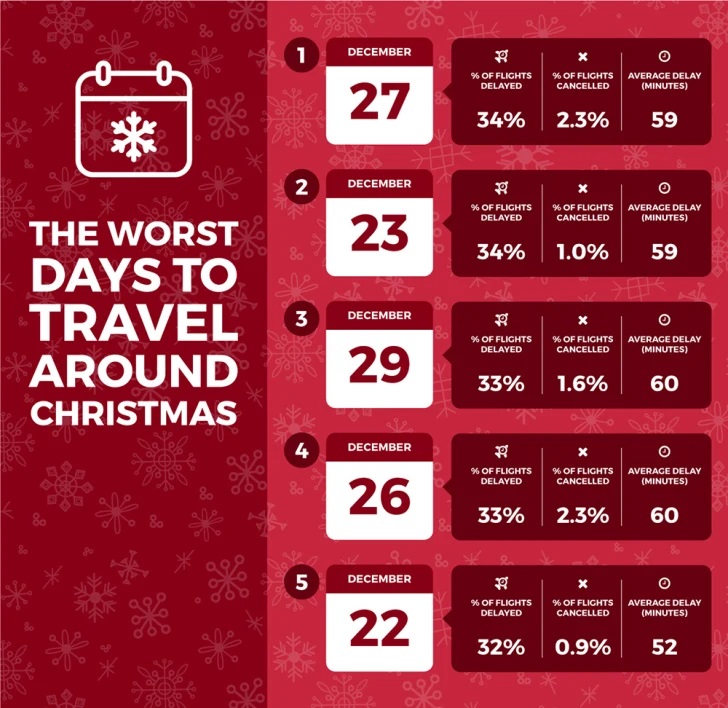 THE WORST
DAYS TO
TRAVEL
AROUND
CHRISTMAS
1
DECEMBER
27
% OF FLIGHTS
DELAYED
34%
% OF FLIGHTS
CANCELLED
2.3%
AVERAGE DELAY
(MINUTES)
59
2
DECEMBER
23
% OF FLIGHTS
DELAYED
34%
% OF FLIGHTS
CANCELLED
1.0%
AVERAGE DELAY
(MINUTES)
59
3
DECEMBER
29
% OF FLIGHTS
DELAYED
33%
% OF FLIGHTS
CANCELLED
1.6%
AVERAGE DELAY
(MINUTES)
60
4
DECEMBER
26
% OF FLIGHTS
DELAYED
33%
% OF FLIGHTS
CANCELLED
2.3%
AVERAGE DELAY
(MINUTES)
60
5
DECEMBER
22
% OF FLIGHTS
DELAYED
32%
% OF FLIGHTS
CANCELLED
0.9%
AVERAGE DELAY
(MINUTES)
52